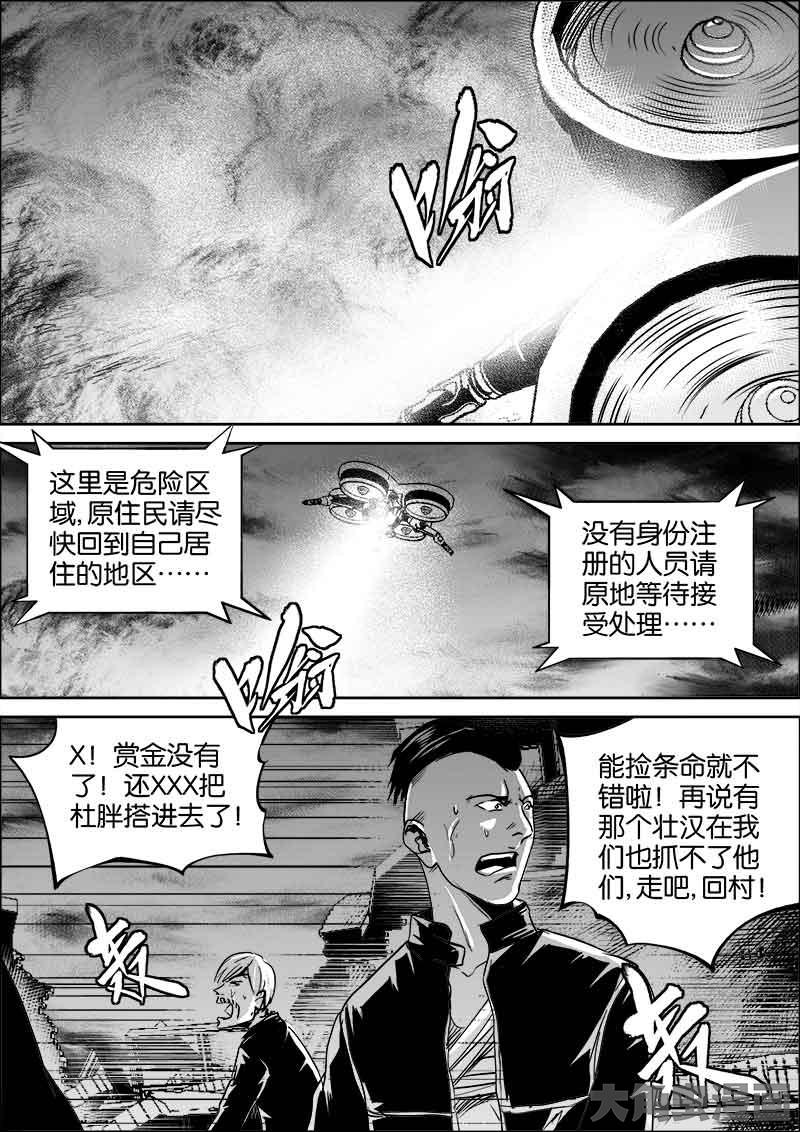 嗡
这里是危险区
域,原住民请尽
快回到自己居
住的地区……
没有身份注
册的人员请
原地等待接
受处理……
嗡
X！赏金没有
了！还XXX把
杜胖搭进去了！
能捡条命就不
错啦！再说有
那个壮汉在我
们也抓不了他
们,走吧,回村！